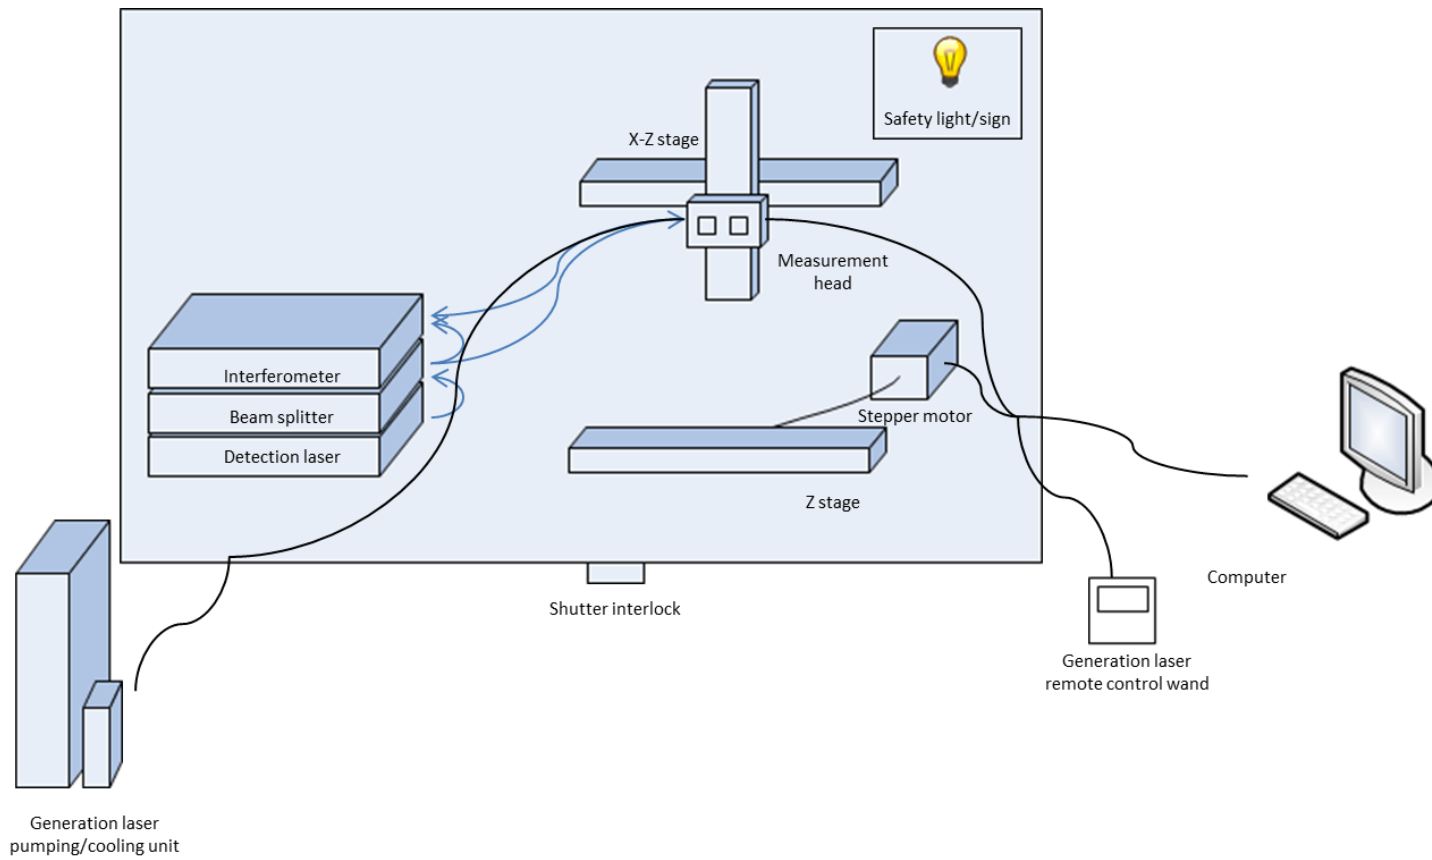 Safety light/sign
X-Z stage
Measurement
head
Interferometer
Beam splitter
Detection laser
Stepper motor
Z stage
Shutter interlock
Computer
Generation laser
remote control wand
Generation laser
pumping/cooling unit